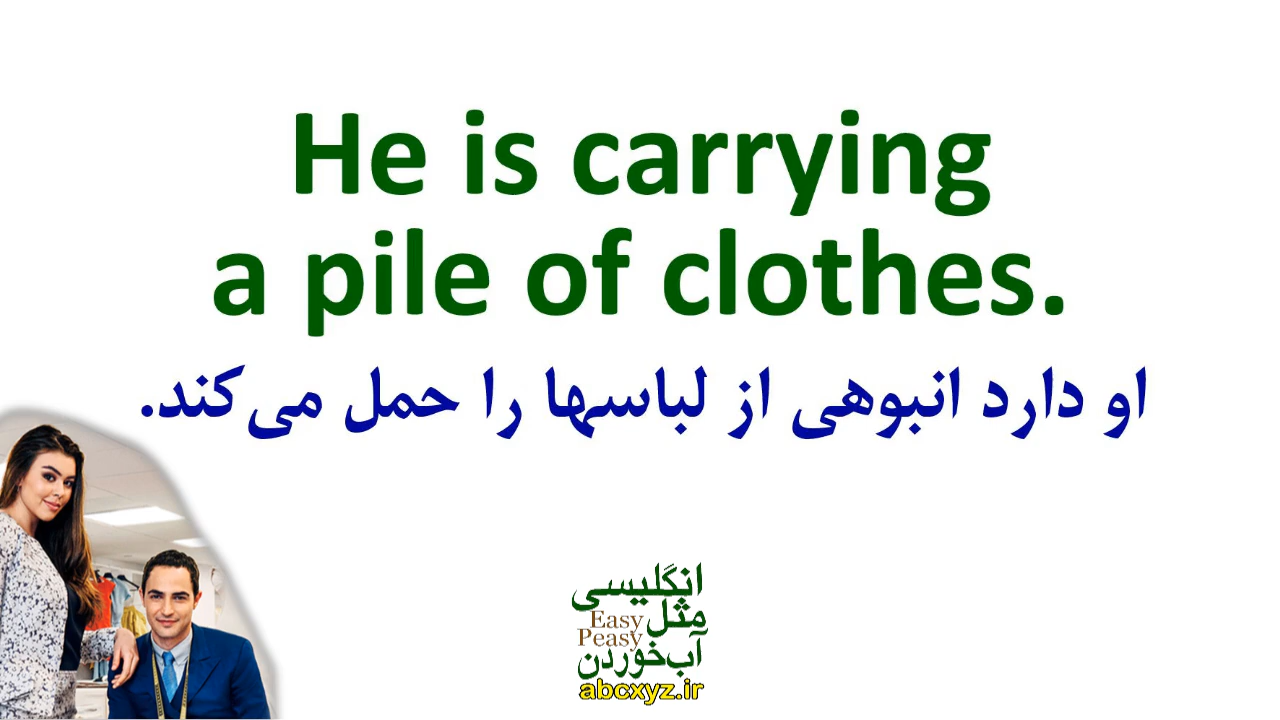 He is carrying
a pile of clothes.
او دارد انبوهی از لباسها را حمل می‌کند.
انگلیسی
مثل
Easy
Peasy
آب‌خوردن
abcxyz.ir